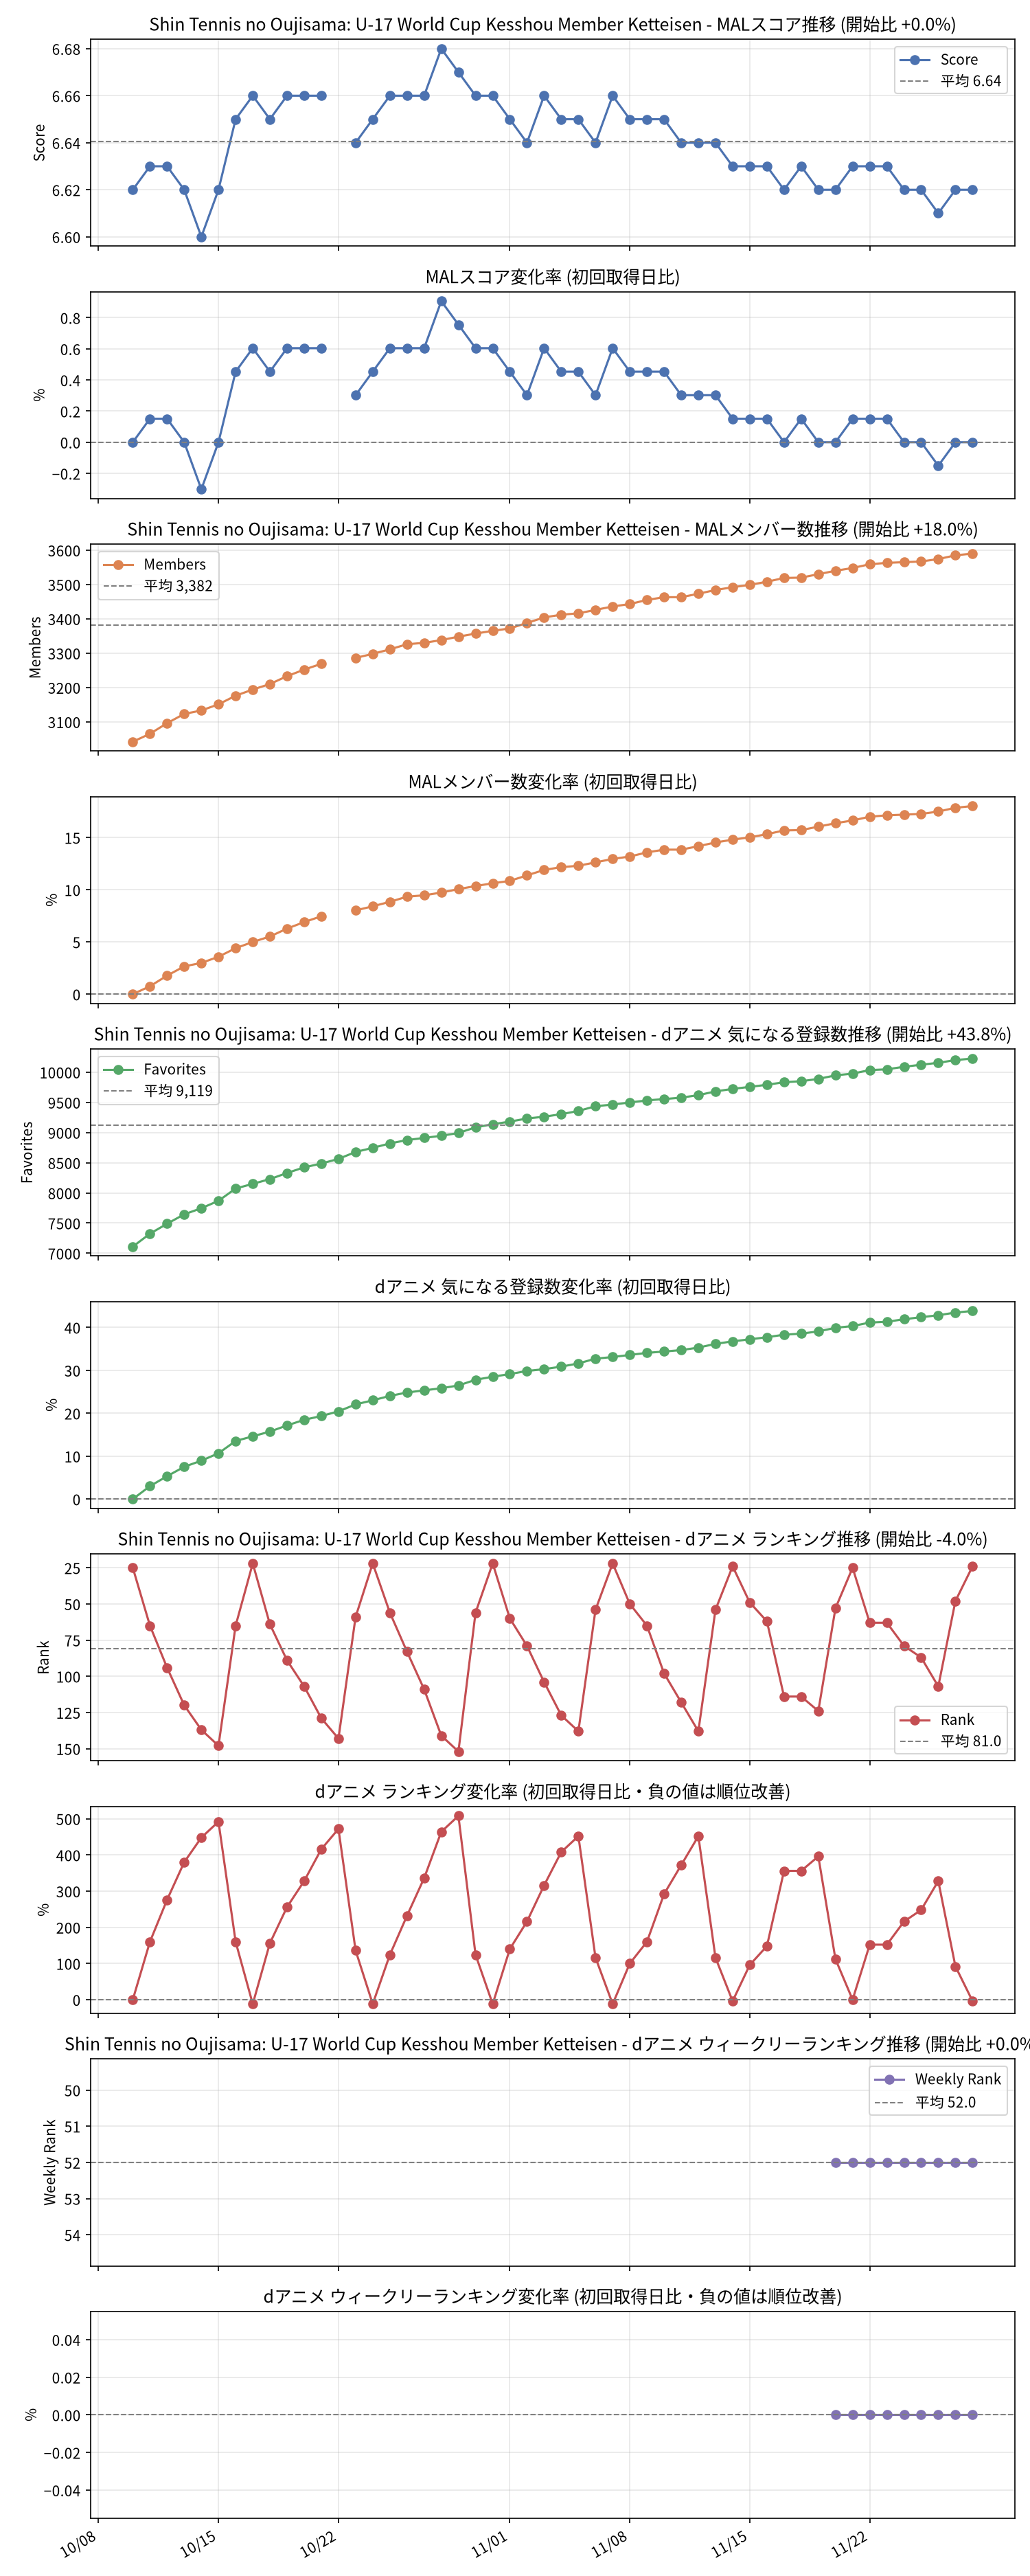 Shin Tennis no Oujisama: U-17 World Cup Kesshou Member Ketteisen - MALスコア推移 (開始比 +0.0%)
6.68
6.66
6.64
6.62
6.60
Score
Score
平均 6.64
MALスコア変化率 (初回取得日比)
0.8
0.6
0.4
0.2
0.0
−0.2
%
Shin Tennis no Oujisama: U-17 World Cup Kesshou Member Ketteisen - MALメンバー数推移 (開始比 +18.0%)
3600
3500
3400
3300
3200
3100
Members
Members
平均 3,382
MALメンバー数変化率 (初回取得日比)
15
10
5
0
%
Shin Tennis no Oujisama: U-17 World Cup Kesshou Member Ketteisen - dアニメ 気になる登録数推移 (開始比 +43.8%)
10000
9500
9000
8500
8000
7500
7000
Favorites
Favorites
平均 9,119
dアニメ 気になる登録数変化率 (初回取得日比)
40
30
20
10
0
%
Shin Tennis no Oujisama: U-17 World Cup Kesshou Member Ketteisen - dアニメ ランキング推移 (開始比 -4.0%)
25
50
75
100
125
150
Rank
Rank
平均 81.0
dアニメ ランキング変化率 (初回取得日比・負の値は順位改善)
500
400
300
200
100
0
%
Shin Tennis no Oujisama: U-17 World Cup Kesshou Member Ketteisen - dアニメ ウィークリーランキング推移 (開始比 +0.0%
50
51
52
53
54
Weekly Rank
Weekly Rank
平均 52.0
dアニメ ウィークリーランキング変化率 (初回取得日比・負の値は順位改善)
0.04
0.02
0.00
−0.02
−0.04
%
10/08
10/15
10/22
11/01
11/08
11/15
11/22